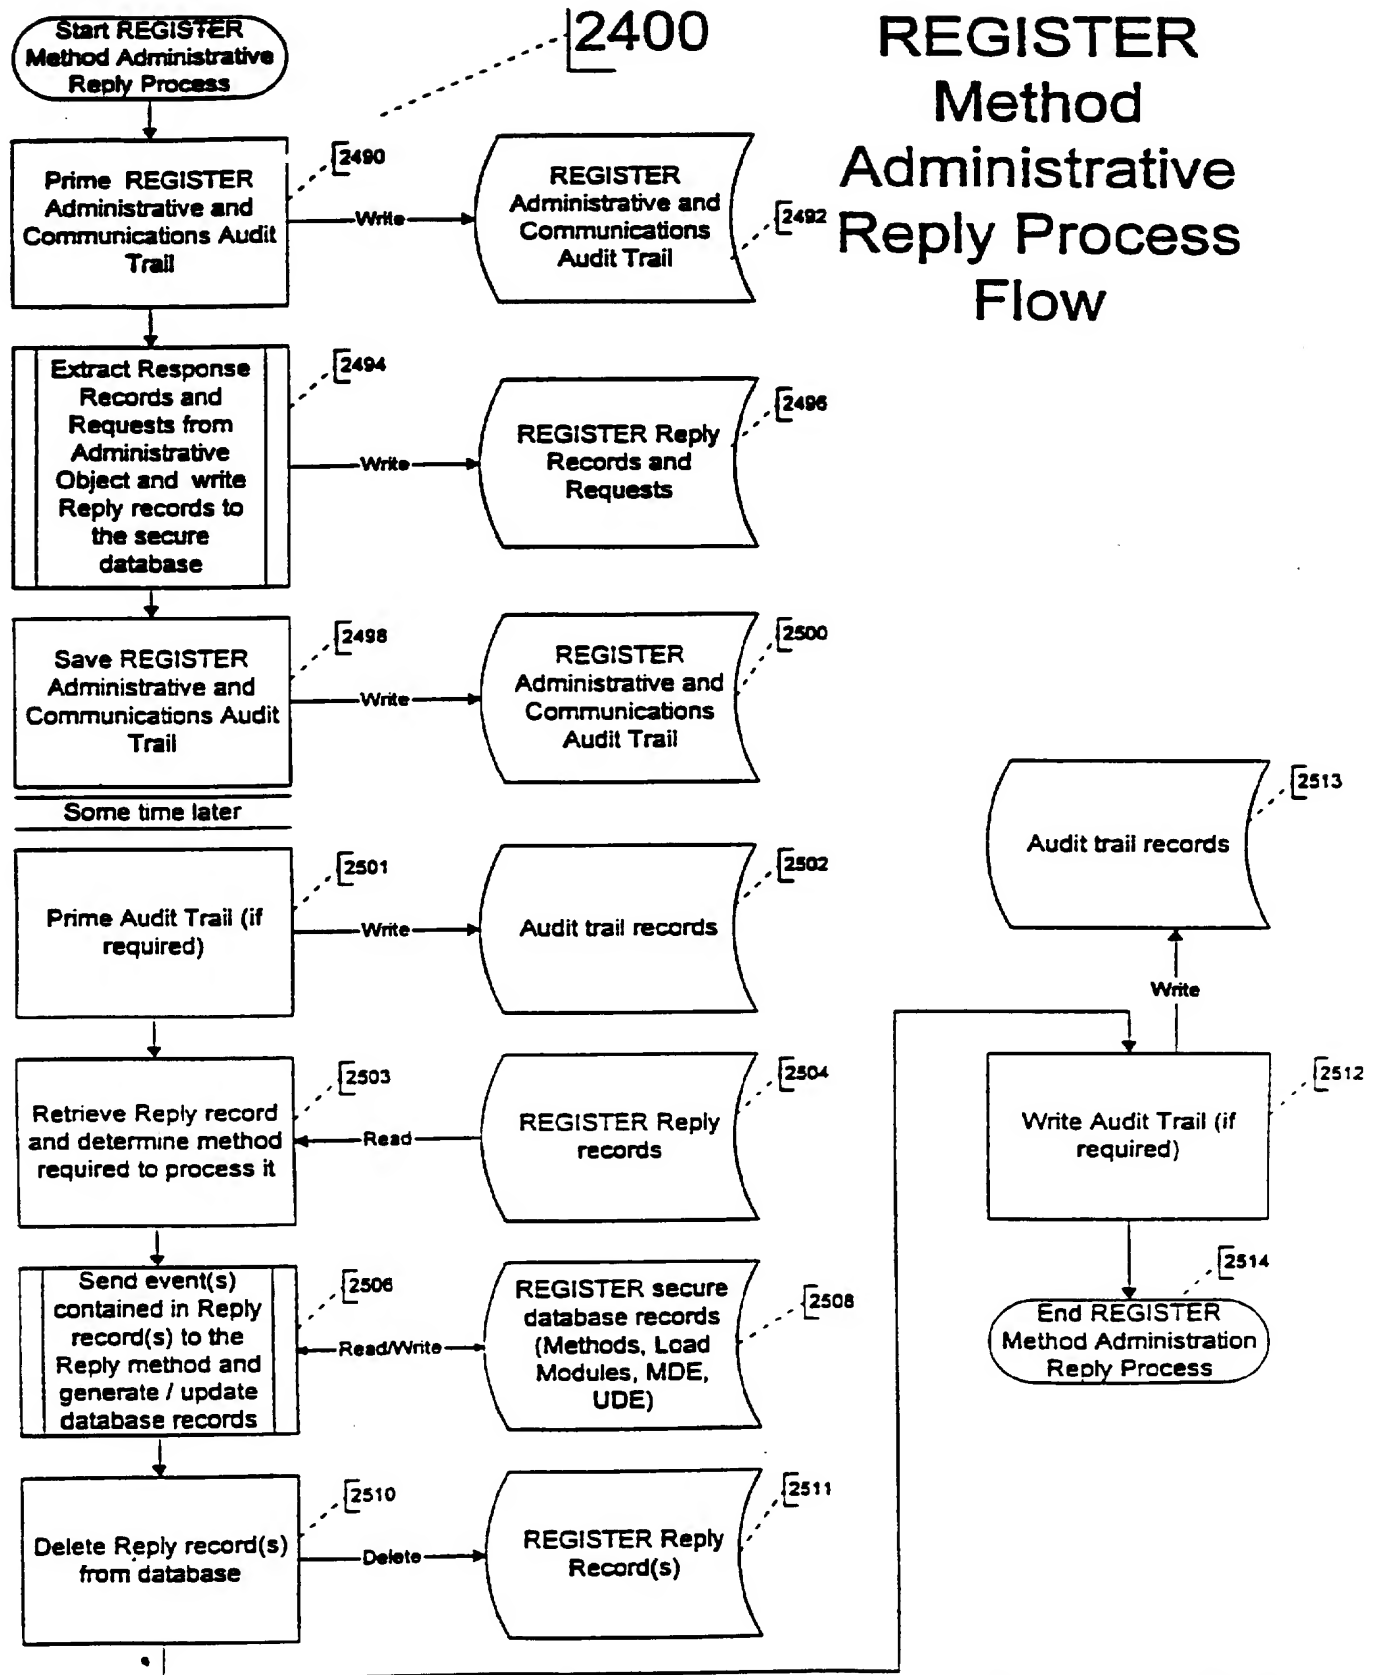 Start REGISTER
Method Administrative
Reply Process
2400
REGISTER
Method
Administrative
Reply Process
Flow
Prime REGISTER
Administrative and
Communications Audit
Trail
2490
Write
REGISTER
Administrative and
Communications
Audit Trail
2492
Extract Response
Records and
Requests from
Administrative
Object and write
Reply records to
the secure
database
2494
Write
REGISTER Reply
Records and
Requests
2496
Save REGISTER
Administrative and
Communications Audit
Trail
2498
Write
REGISTER
Administrative and
Communications
Audit Trail
2500
Some time later
Prime Audit Trail (if
required)
2501
Write
Audit trail records
2502
Retrieve Reply record
and determine method
required to process it
2503
Read
REGISTER Reply
records
2504
Send event(s)
contained in Reply
record(s) to the
Reply method and
generate / update
database records
2506
Read/Write
REGISTER secure
database records
(Methods, Load
Modules, MDE,
UDE)
2508
Delete Reply record(s)
from database
2510
Delete
REGISTER Reply
Record(s)
2511
Audit trail records
2513
Write
Write Audit Trail (if
required)
2512
2514
End REGISTER
Method Administration
Reply Process